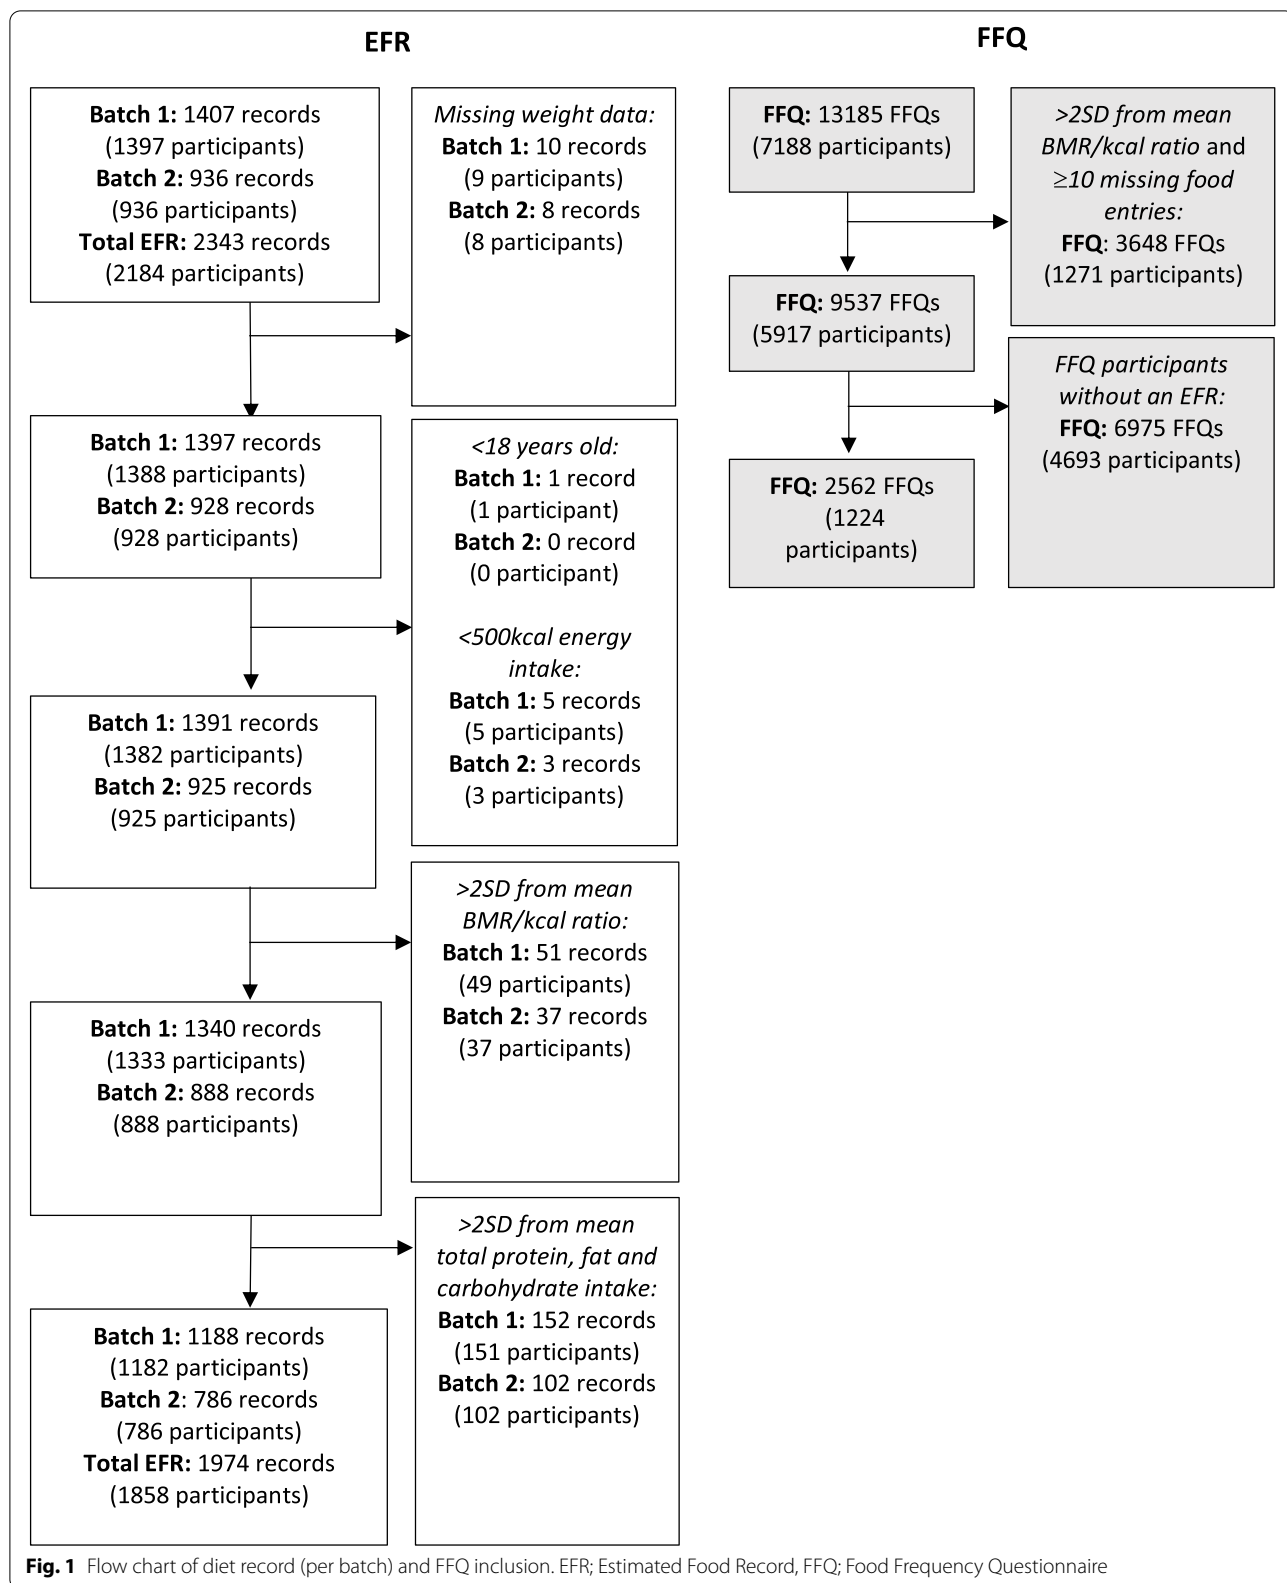 EFR
Batch 1: 1407 records
(1397 participants)
Batch 2: 936 records
(936 participants)
Total EFR: 2343 records
(2184 participants)
Missing weight data:
Batch 1: 10 records
(9 participants)
Batch 2: 8 records
(8 participants)
Batch 1: 1397 records
(1388 participants)
Batch 2: 928 records
(928 participants)
<18 years old:
Batch 1: 1 record
(1 participant)
Batch 2: 0 record
(0 participant)
<500kcal energy
intake:
Batch 1: 5 records
(5 participants)
Batch 2: 3 records
(3 participants)
Batch 1: 1391 records
(1382 participants)
Batch 2: 925 records
(925 participants)
>2SD from mean
BMR/kcal ratio:
Batch 1: 51 records
(49 participants)
Batch 2: 37 records
(37 participants)
Batch 1: 1340 records
(1333 participants)
Batch 2: 888 records
(888 participants)
>2SD from mean
total protein, fat and
carbohydrate intake:
Batch 1: 152 records
(151 participants)
Batch 2: 102 records
(102 participants)
Batch 1: 1188 records
(1182 participants)
Batch 2: 786 records
(786 participants)
Total EFR: 1974 records
(1858 participants)
FFQ
FFQ: 13185 FFQs
(7188 participants)
>2SD from mean
BMR/kcal ratio and
≥10 missing food
entries:
FFQ: 3648 FFQs
(1271 participants)
FFQ: 9537 FFQs
(5917 participants)
FFQ participants
without an EFR:
FFQ: 6975 FFQs
(4693 participants)
FFQ: 2562 FFQs
(1224
participants)
Fig. 1 Flow chart of diet record (per batch) and FFQ inclusion. EFR; Estimated Food Record, FFQ; Food Frequency Questionnaire